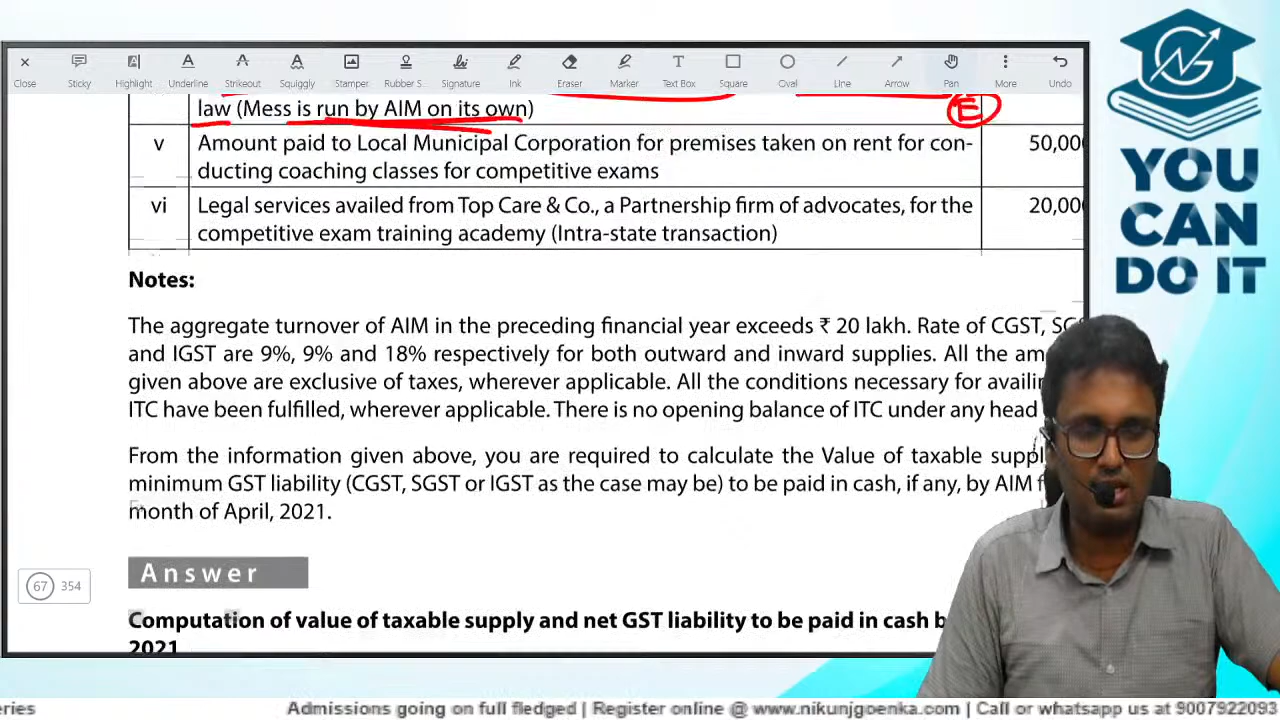 Close
Sticky
Highlight
Underline
Strikeout
Squiggly
Stamper
Rubber S...
Signature
Ink
Eraser
Marker
Text Box
Square
Oval
Line
Arrow
Pan
More
Undo
law (Mess is run by AIM on its own)
E
v Amount paid to Local Municipal Corporation for premises taken on rent for con- 50,000
ducting coaching classes for competitive exams
vi Legal services availed from Top Care & Co., a Partnership firm of advocates, for the 20,000
competitive exam training academy (Intra-state transaction)
Notes:
The aggregate turnover of AIM in the preceding financial year exceeds ₹ 20 lakh. Rate of CGST,
and IGST are 9%, 9% and 18% respectively for both outward and inward supplies. All the
given above are exclusive of taxes, wherever applicable. All the conditions necessary for
ITC have been fulfilled, wherever applicable. There is no opening balance of ITC under any head
From the information given above, you are required to calculate the Value of taxable
minimum GST liability (CGST, SGST or IGST as the case may be) to be paid in cash, if any, by AIM
month of April, 2021.
67 354
Answer
Computation of value of taxable supply and net GST liability to be paid in cash
2021
NG
YOU
CAN
DO IT
eries Admissions going on full fledged | Register online @ www.nikunjgoenka.com | Call or whatsapp us at 9007922093